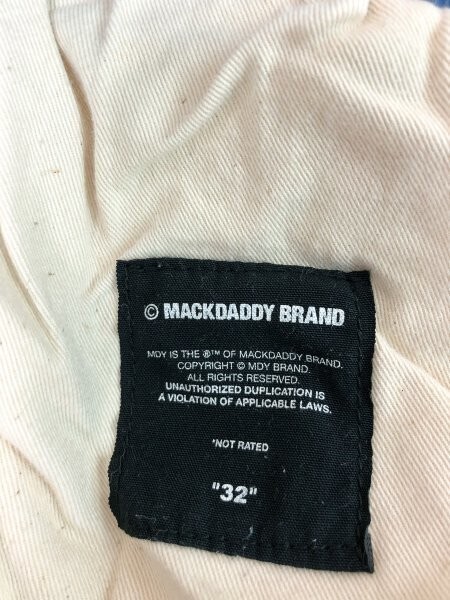 © MACKDADDY BRAND
MDY IS THE ®™ OF MACKDADDY BRAND.
COPYRIGHT © MDY BRAND.
ALL RIGHTS RESERVED.
UNAUTHORIZED DUPLICATION IS
A VIOLATION OF APPLICABLE LAWS.
*NOT RATED
"32"